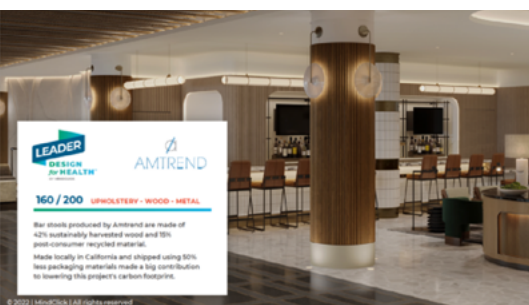 LEADER
DESIGN
for HEALTH
AMTREND
160 / 200 UPHOLSTERY - WOOD - METAL
Bar stools produced by Amtrend are made of
42% sustainably harvested wood and 15%
post-consumer recycled material.
Made locally in California and shipped using 50%
less packaging materials made a big contribution
to lowering this project's carbon footprint.
© 2022 | MindClick | All rights reserved